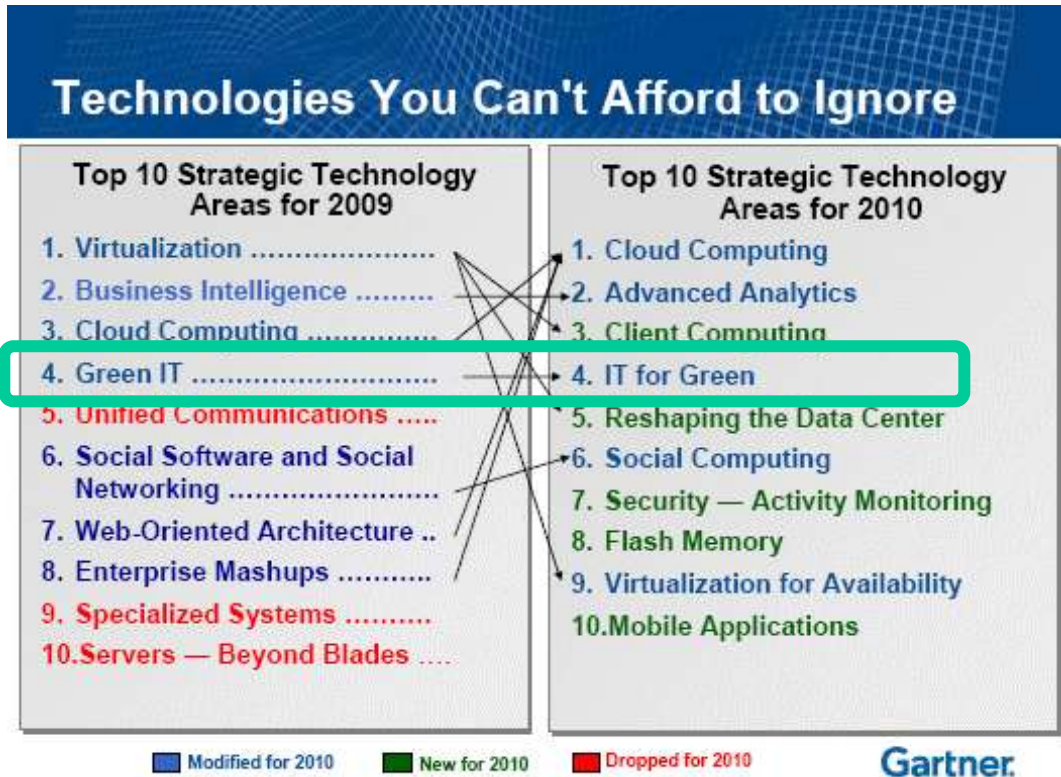 Technologies You Can't Afford to Ignore
Top 10 Strategic Technology
Areas for 2009
1. Virtualization .....................
2. Business Intelligence .........
3. Cloud Computing ...............
4. Green IT ..........................
5. Unified Communications .....
6. Social Software and Social
Networking .......................
7. Web-Oriented Architecture ..
8. Enterprise Mashups ...........
9. Specialized Systems ..........
10.Servers — Beyond Blades ....
Top 10 Strategic Technology
Areas for 2010
1. Cloud Computing
2. Advanced Analytics
3. Client Computing
4. IT for Green
5. Reshaping the Data Center
6. Social Computing
7. Security — Activity Monitoring
8. Flash Memory
9. Virtualization for Availability
10.Mobile Applications
Modified for 2010
New for 2010
Dropped for 2010
Gartner.